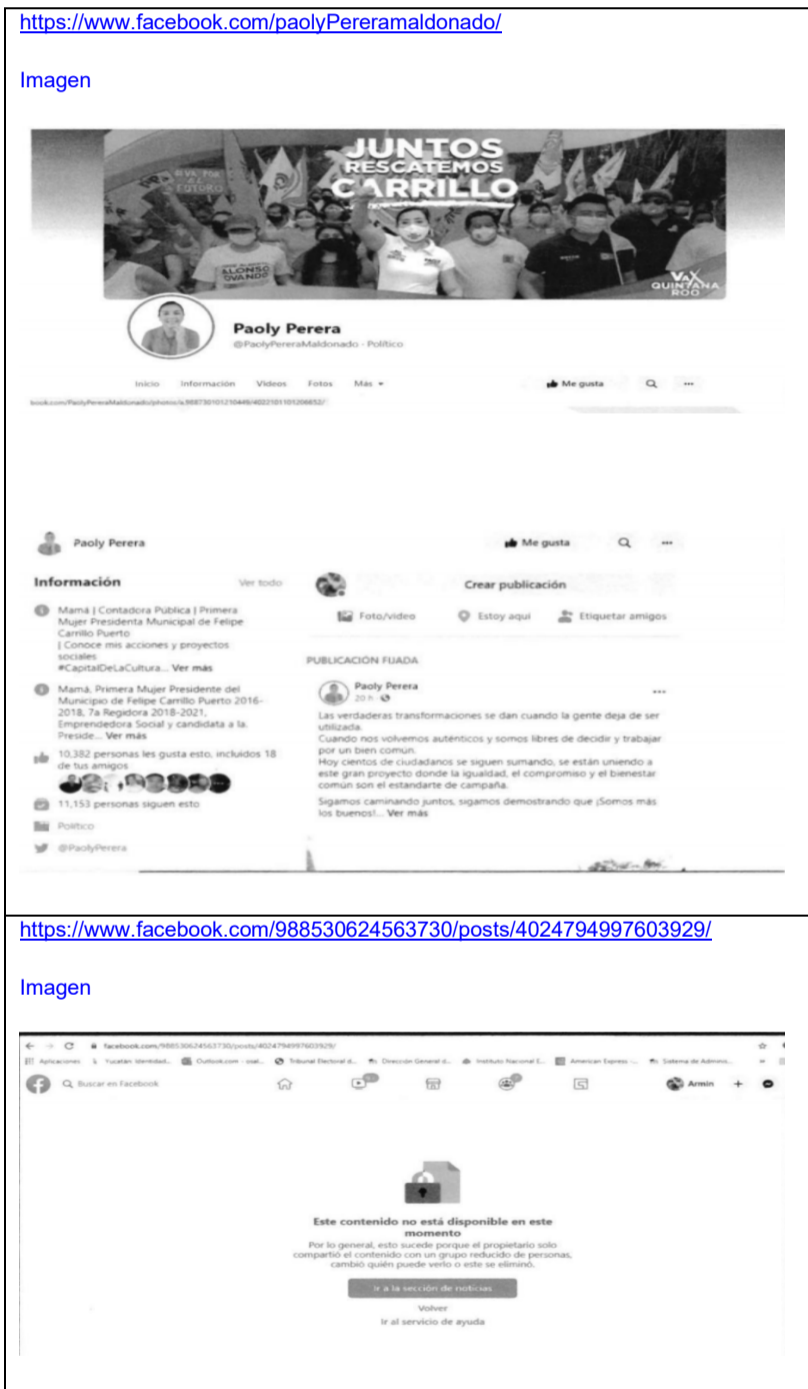 https://www.facebook.com/paolyPereramaldonado/
Imagen
JUNTOS
RESCATEMOS
CARRILLO
#VA POR
EL
FUTURO
ALONSO
OVANDO
VAX
QUINTANA
ROO
Paoly Perera
@PaolyPereraMaldonado · Político
Inicio Información Videos Fotos Más
Me gusta
Paoly Perera
Me gusta
Información Ver todo
Mamá | Contadora Pública | Primera
Mujer Presidenta Municipal de Felipe
Carrillo Puerto
| Conoce mis acciones y proyectos
sociales
#CapitalDeLaCultura... Ver más
Mamá, Primera Mujer Presidente del
Municipio de Felipe Carrillo Puerto 2016-
2018, 7a Regidora 2018-2021,
Emprendedora Social y candidata a la.
Preside... Ver más
10,382 personas les gusta esto, incluidos 18
de tus amigos
11,153 personas siguen esto
Político
@PaolyPerera
Crear publicación
Foto/video Estoy aquí Etiquetar amigos
PUBLICACIÓN FIJADA
Paoly Perera
20 h
Las verdaderas transformaciones se dan cuando la gente deja de ser
utilizada.
Cuando nos volvemos auténticos y somos libres de decidir y trabajar
por un bien común.
Hoy cientos de ciudadanos se siguen sumando, se están uniendo a
este gran proyecto donde la igualdad, el compromiso y el bienestar
común son el estandarte de campaña.
Sigamos caminando juntos, sigamos demostrando que ¡Somos más
los buenos!... Ver más
https://www.facebook.com/988530624563730/posts/4024794997603929/
Imagen
facebook.com/988530624563730/posts/4024794997603929/
Aplicaciones Yucatán Identidad... Outlook.com - osal... Tribunal Electoral d... Dirección General d... Instituto Nacional E... American Express -... Sistema de Adminis...
Buscar en Facebook
Armin
Este contenido no está disponible en este
momento
Por lo general, esto sucede porque el propietario solo
compartió el contenido con un grupo reducido de personas,
cambió quién puede verlo o este se eliminó.
Ir a la sección de noticias
Volver
Ir al servicio de ayuda